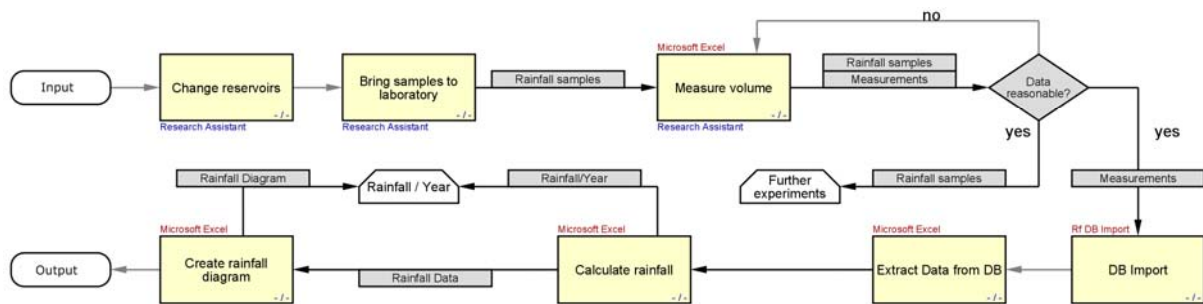 no
Microsoft Excel
Input
Change reservoirs
- / -
Research Assistant
Bring samples to
laboratory
- / -
Research Assistant
Rainfall samples
Measure volume
- / -
Research Assistant
Rainfall samples
Measurements
Data
reasonable?
yes
yes
Rainfall Diagram
Rainfall / Year
Rainfall/Year
Further
experiments
Rainfall samples
Measurements
Microsoft Excel
Microsoft Excel
Microsoft Excel
Rf DB Import
Output
Create rainfall
diagram
- / -
Rainfall Data
Calculate rainfall
- / -
Extract Data from DB
- / -
DB Import
- / -